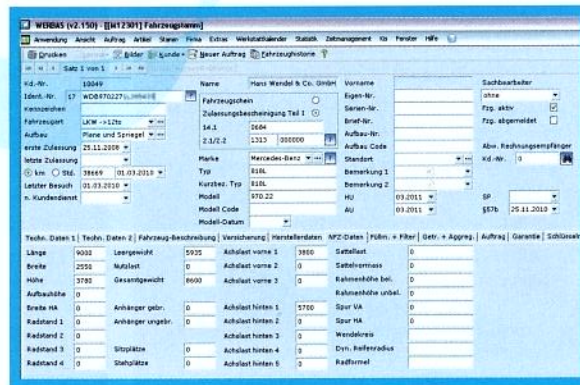 WERBAS (v2.150) - [[W12301] Fahrzeugstamm]
Anwendung Ansicht Auftrag Artikel Stamm Firma Extras Werkstattkalender Statistik Zeitmanagement Kis Fenster Hilfe
Drucken Bilder Kunde Neuer Auftrag Fahrzeughistorie
Satz 1 von 1
Kd.-Nr. 10049 Name Hans Wendel & Co. GmbH Vorname Sachbearbeiter
Ident.-Nr. 17 Fahrzeugschein Eigen-Nr. ohne
Kennzeichen Zulassungsbescheinigung Teil I Serien-Nr. Fzg. aktiv
Fahrzeugart LKW ->12to 14.1 0684 Brief-Nr. Fzg. abgemeldet
Aufbau Plane und Spriegel 2.1/2.2 1313 000000 Aufbau-Nr.
erste Zulassung 25.11.2008 Aufbau Code Abw. Rechnungsempfänger
letzte Zulassung Marke Mercedes-Benz Standort Kd.-Nr. 0
km Std. 38669 01.03.2010 Typ 818L Bemerkung 1
Letzter Besuch 01.03.2010 Kurzbez. Typ 818L Bemerkung 2
n. Kundendienst Modell 970.22 HU 03.2011 SP
Modell Code AU 03.2011 §57b 25.11.2010
Modell-Datum
Techn. Daten 1 Techn. Daten 2 Fahrzeug-Beschreibung Versicherung Herstellerdaten NFZ-Daten Füllm. + Filter Getr. + Aggreg. Auftrag Garantie Schlüsseln
Länge 9000 Leergewicht 5935 Achslast vorne 1 3800 Sattellast 0
Breite 2550 Nutzlast 0 Achslast vorne 2 0 Sattelvormass 0
Höhe 3780 Gesamtgewicht 8600 Achslast vorne 3 0 Rahmenhöhe bel. 0
Aufbauhöhe 0 Rahmenhöhe unbel. 0
Breite HA 0 Anhänger gebr. 0 Achslast hinten 1 5700 Spur VA 0
Radstand 1 0 Anhänger ungebr. 0 Achslast hinten 2 0 Spur HA 0
Radstand 2 0 Achslast hinten 3 0 Wendekreis
Radstand 3 0 Sitzplätze 0 Achslast hinten 4 0 Dyn. Reifenradius
Radstand 4 0 Stehplätze 0 Achslast hinten 5 0 Radformel